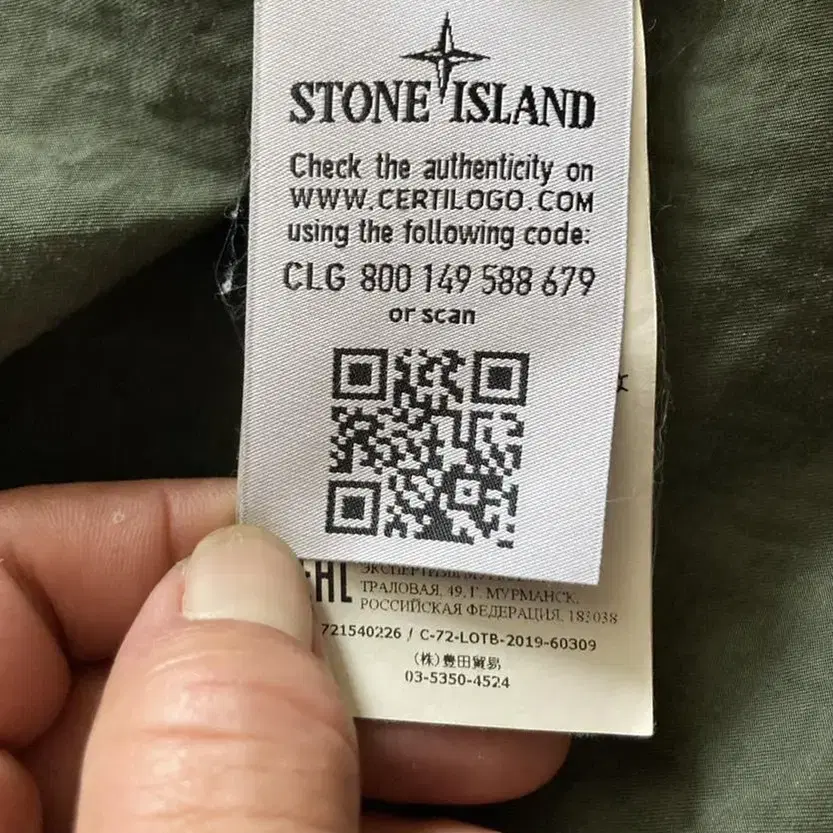 STONE ISLAND
Check the authenticity on
WWW.CERTILOGO.COM
using the following code:
CLG 800 149 588 679
or scan
ТРАЛОВАЯ, 49, Г. МУРМАНСК,
РОССИЙСКАЯ ФЕДЕРАЦИЯ, 183038
721540226 / C-72-LOTB-2019-60309
(株)豊田貿易
03-5350-4524